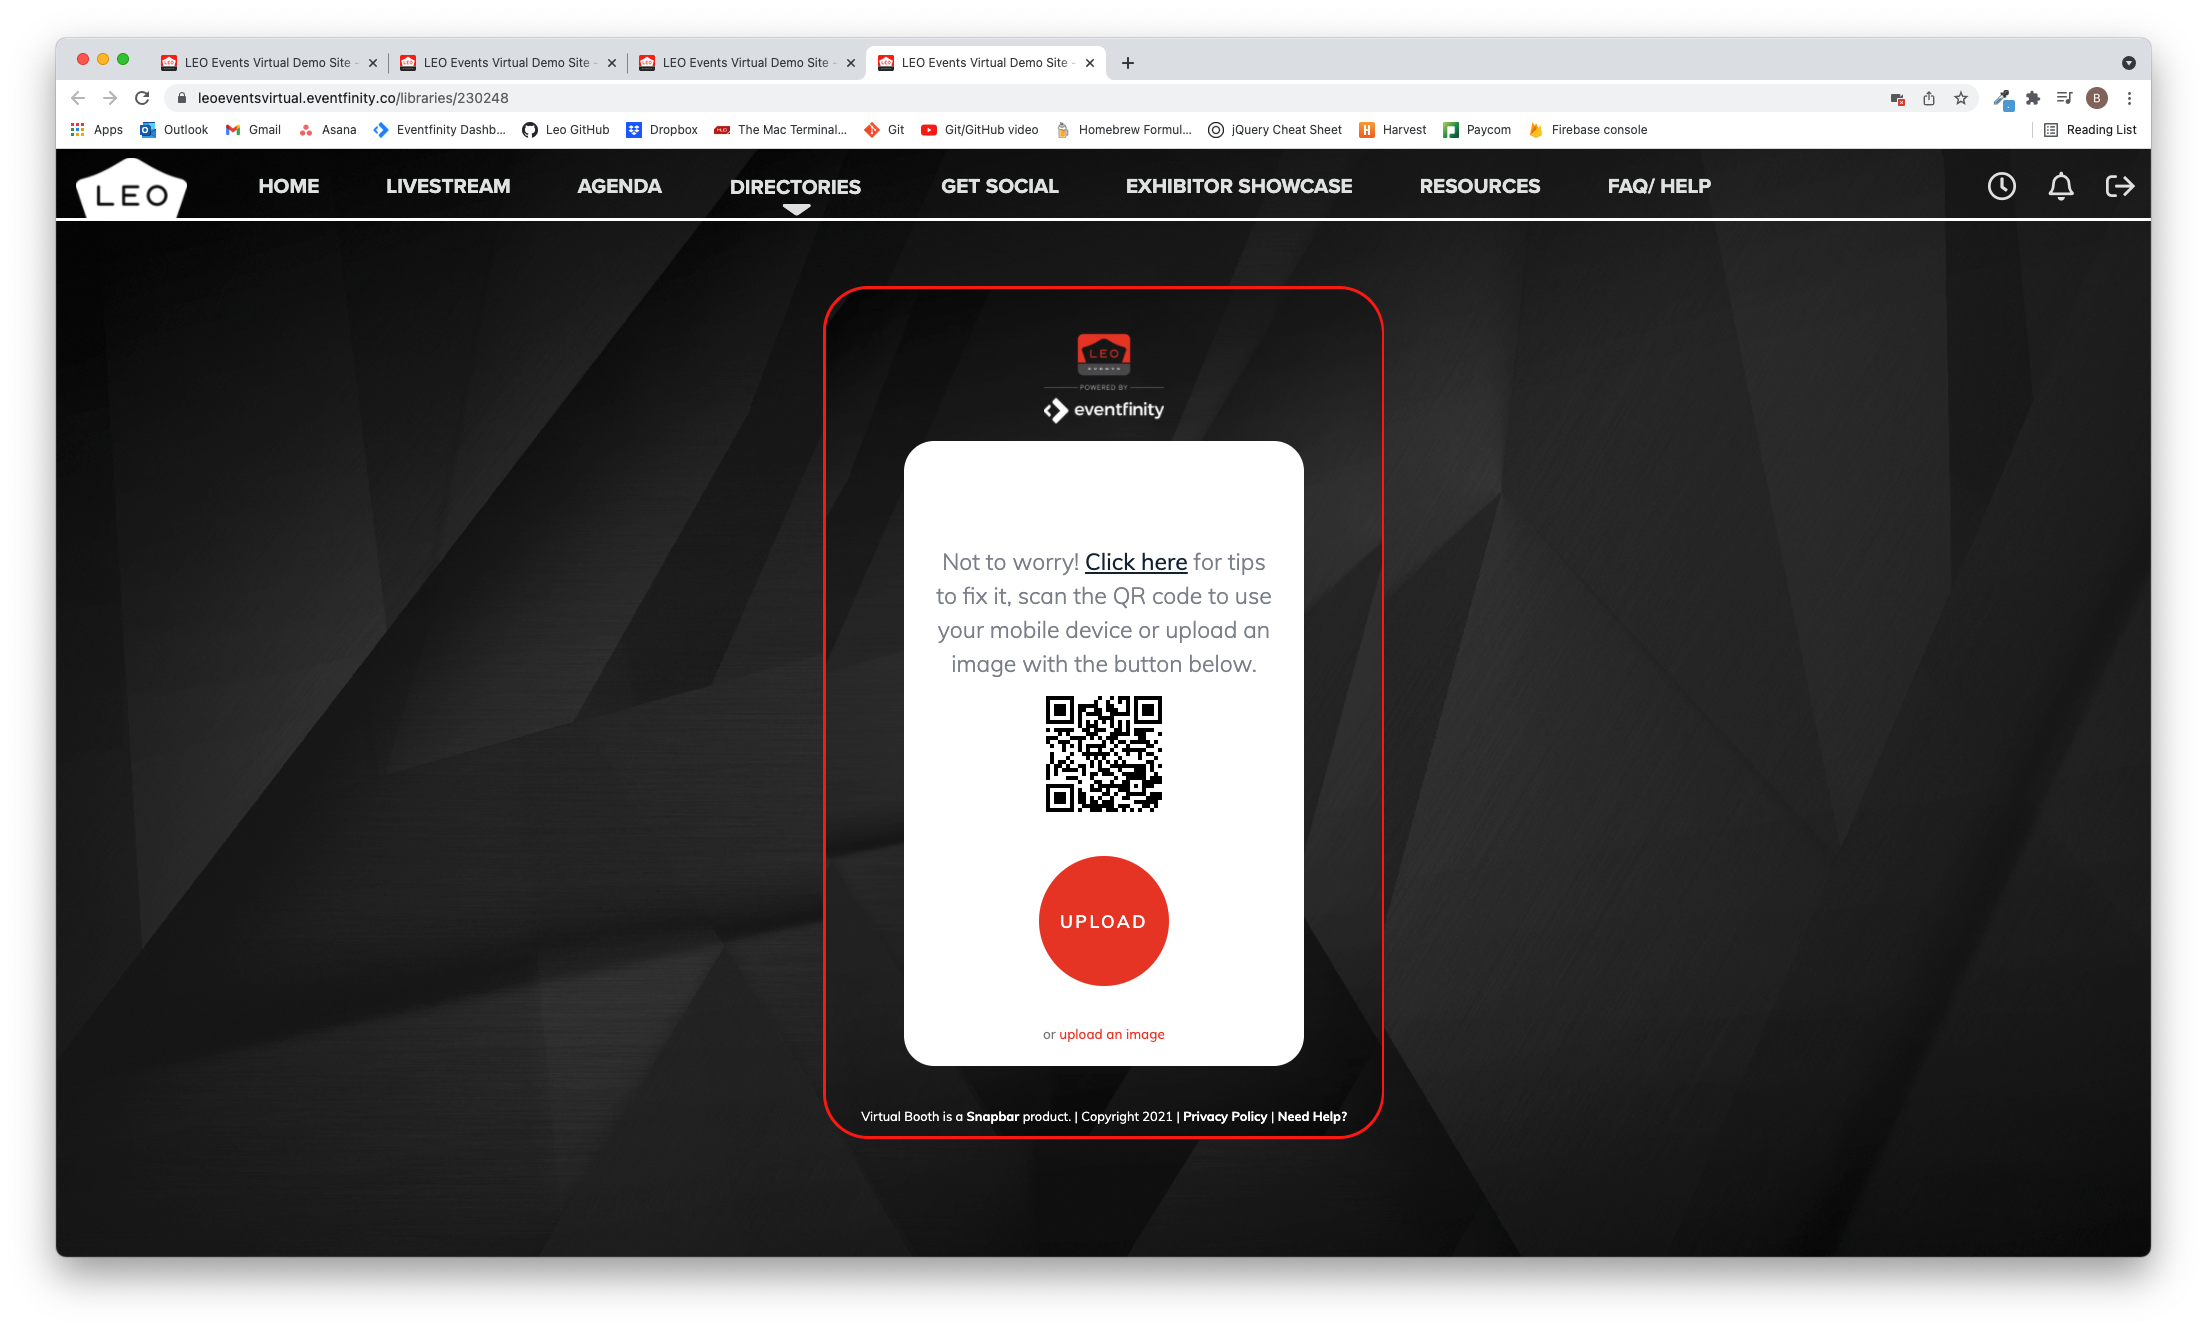 LEO Events Virtual Demo Site -
LEO Events Virtual Demo Site -
LEO Events Virtual Demo Site -
LEO Events Virtual Demo Site -
leoeventsvirtual.eventfinity.co/libraries/230248
B
Apps
Outlook
Gmail
Asana
Eventfinity Dashb...
Leo GitHub
Dropbox
The Mac Terminal...
Git
Git/GitHub video
Homebrew Formul...
jQuery Cheat Sheet
Harvest
Paycom
Firebase console
Reading List
LEO
HOME
LIVESTREAM
AGENDA
DIRECTORIES
GET SOCIAL
EXHIBITOR SHOWCASE
RESOURCES
FAQ/ HELP
LEO
EVENTS
POWERED BY
eventfinity
Not to worry! Click here for tips
to fix it, scan the QR code to use
your mobile device or upload an
image with the button below.
UPLOAD
or upload an image
Virtual Booth is a Snapbar product. | Copyright 2021 | Privacy Policy | Need Help?